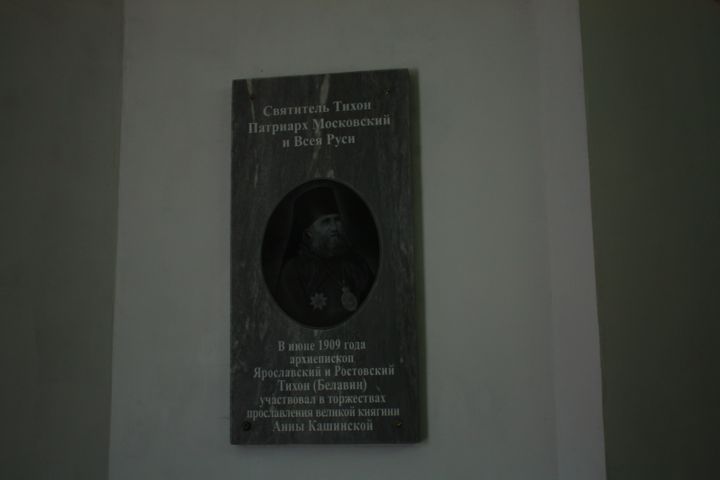 Святитель Тихон
Патриарх Московский
и Всея Руси
В июне 1909 года
архиепископ
Ярославский и Ростовский
Тихон (Белавин)
участвовал в торжествах
прославления великой княгини
Анны Кашинской